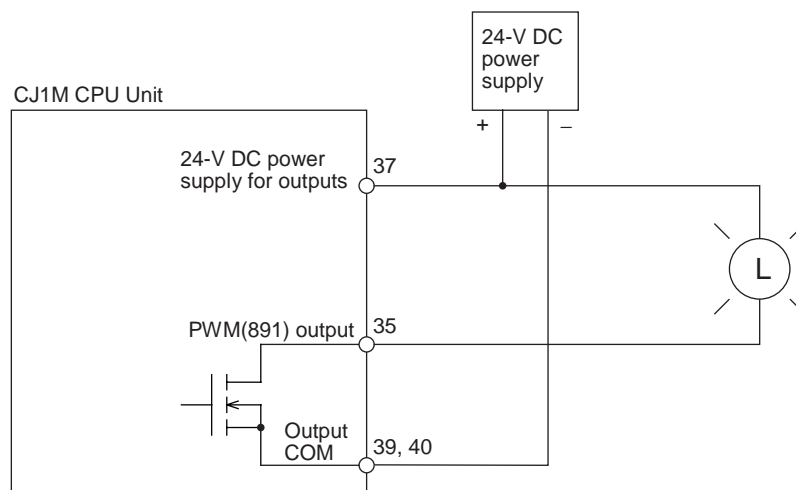 24-V DC
power
supply
CJ1M CPU Unit
+ −
24-V DC power
supply for outputs
37
L
PWM(891) output
35
Output
COM
39, 40